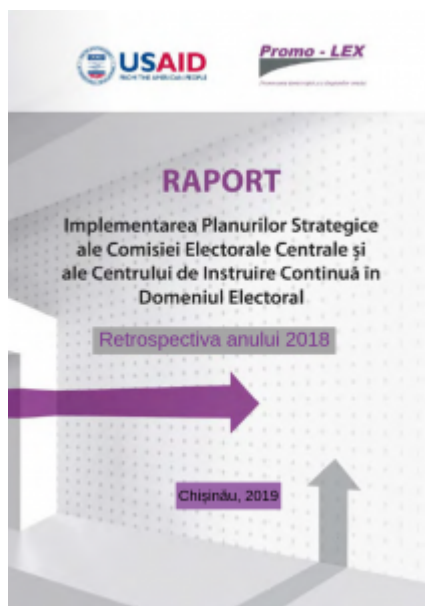 USAID
FROM THE AMERICAN PEOPLE
Promo - LEX
RAPORT
Implementarea Planurilor Strategice
ale Comisiei Electorale Centrale și
ale Centrului de Instruire Continuă în
Domeniul Electoral
Retrospectiva anului 2018
Chișinău, 2019